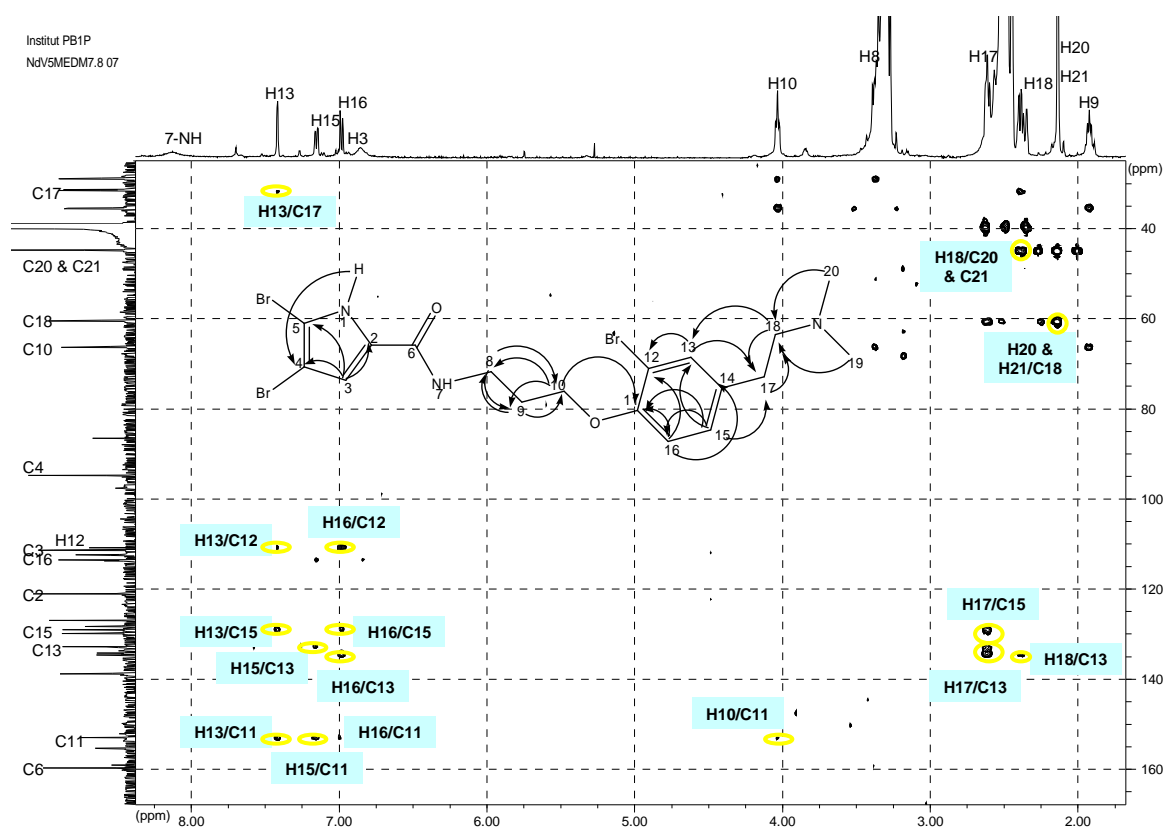 Institut PB1P
NdV5MEDM7.8 07
7-NH
H13
H15
H16
H3
H10
H8
H17
H18
H20
H21
H9
(ppm)
40
60
80
100
120
140
160
C17
C20 & C21
C18
C10
C4
H12
C3
C16
C2
C15
C13
C11
C6
H13/C17
H18/C20
& C21
H20 &
H21/C18
H13/C12
H16/C12
H13/C15
H16/C15
H15/C13
H16/C13
H13/C11
H16/C11
H15/C11
H10/C11
H17/C15
H18/C13
H17/C13
H
N
Br
5
4
3
2
O
6
NH
7
Br
8
9
10
O
1
Br
12
13
14
15
16
17
18
N
20
19
(ppm)
8.00
7.00
6.00
5.00
4.00
3.00
2.00